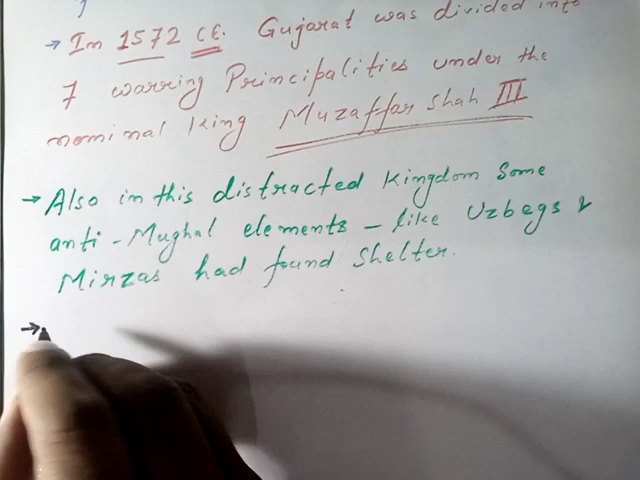 → In 1572 CE. Gujarat was divided into
7 warring Principalities under the
nominal King Muzaffar Shah III
→ Also in this distracted Kingdom Some
anti - Mughal elements - like Uzbegs &
Mirzas had found Shelter.
→